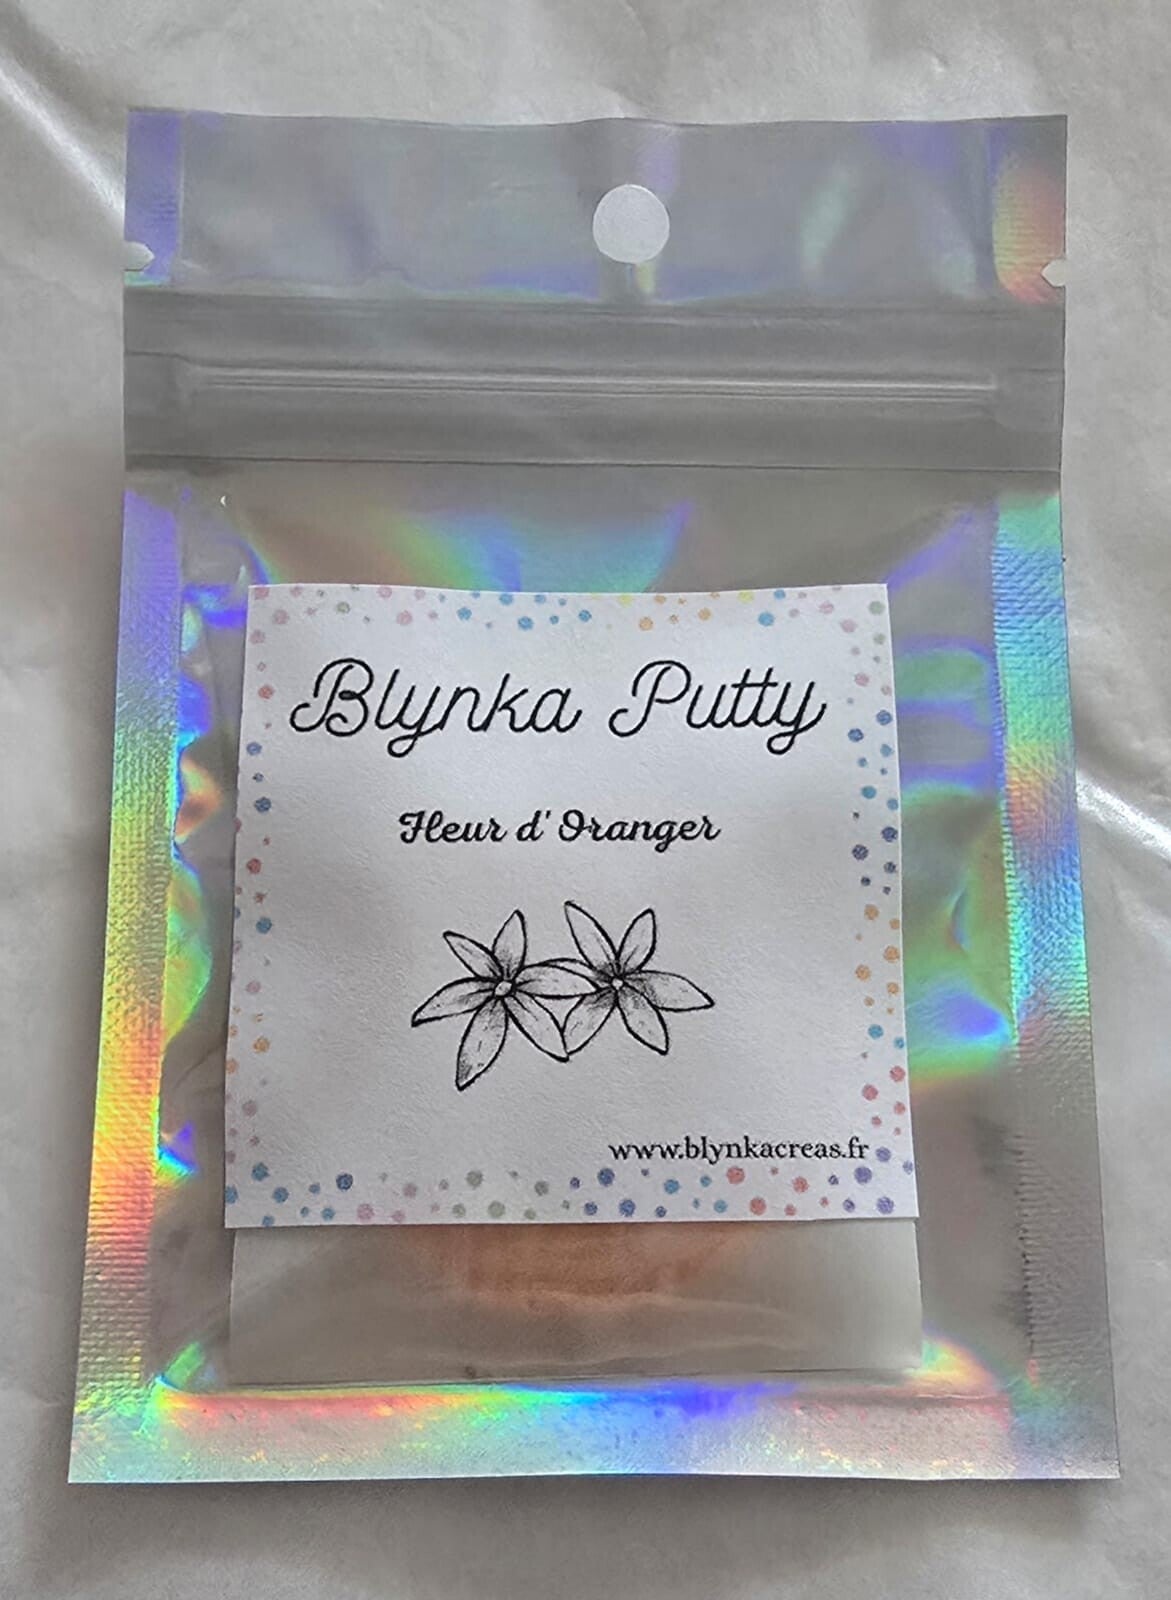 Blynka Putty
Fleur d' Oranger
www.blynkacreas.fr